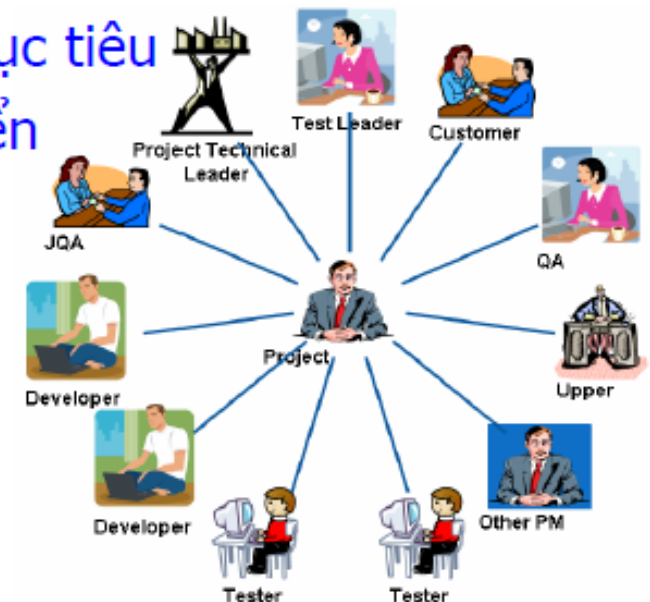 ục tiêu
ển
Project Technical
Leader
Test Leader
Customer
JQA
QA
Project
Developer
Upper
Developer
Other PM
Tester
Tester